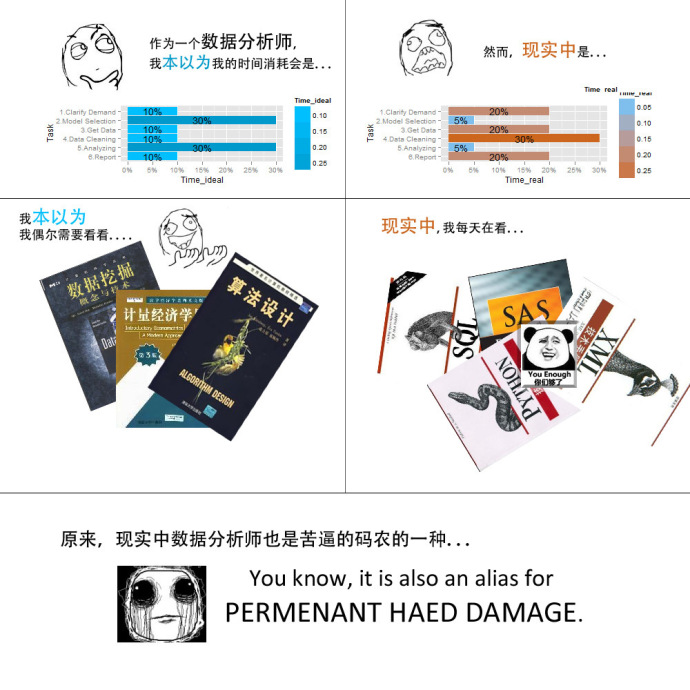 作为一个数据分析师,
我本以为我的时间消耗会是...
Time_ideal
Task
1.Clarify Demand
2.Model Selection
3.Get Data
4.Data Cleaning
5.Analyzing
6.Report
10%
30%
10%
10%
30%
10%
0% 5% 10% 15% 20% 25% 30%
Time_ideal
0.10
0.15
0.20
0.25
然而, 现实中是...
Time_real
Time_real
Task
1.Clarify Demand
2.Model Selection
3.Get Data
4.Data Cleaning
5.Analyzing
6.Report
20%
5%
20%
30%
5%
20%
0% 5% 10% 15% 20% 25% 30%
Time_real
0.05
0.10
0.15
0.20
0.25
我本以为
我偶尔需要看看....
数据挖掘
概念与技术
Data
计量经济学
Introductory Econometrics
A Modern Approach
第3版
算法设计
ALGORITHM DESIGN
现实中,我每天在看...
SQL
SAS
XML
PYTHON
You Enough
你们够了
原来, 现实中数据分析师也是苦逼的码农的一种...
You know, it is also an alias for
PERMENANT HAED DAMAGE.